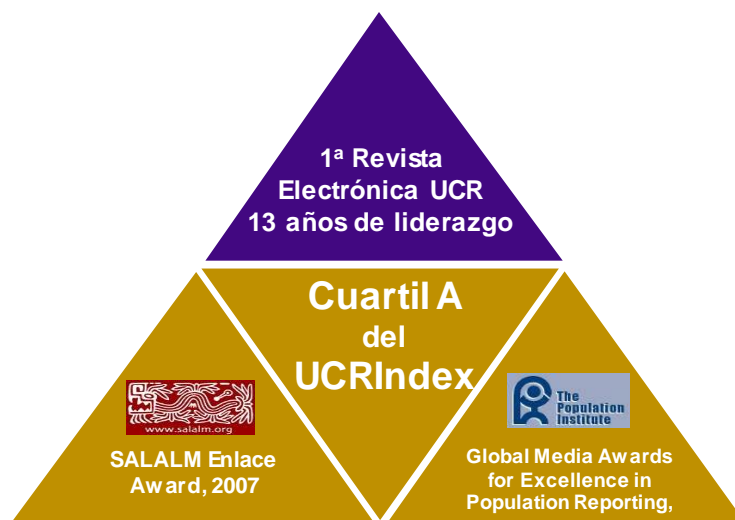 1ª Revista
Electrónica UCR
13 años de liderazgo
Cuartil A
del
UCRIndex
www.salalm.org
SALALM Enlace
Award, 2007
The
Population
Institute
Global Media Awards
for Excellence in
Population Reporting,